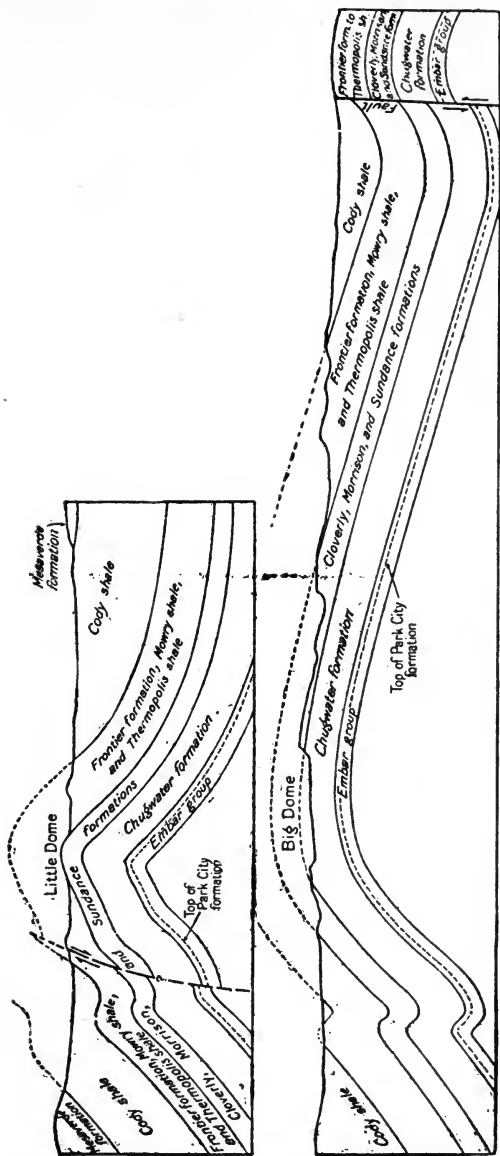 Mesaverde
formation
Cody shale
Little Dome
Frontier formation, Mowry shale,
and Thermopolis shale
Sundance formations
and
Chugwater formation
Ember group
Top of
Park City
formation
Mesaverde
formation
Cody shale
Frontier formation, Mowry shale,
and Thermopolis shale
Cloverly, Morrison,
Frontier form. to
Thermopolis sh.
Cloverly, Morrison,
and Sundance form.
Chugwater
formation
Embar group
Fault
Cody shale
Frontier formation, Mowry shale,
and Thermopolis shale
Cloverly, Morrison, and Sundance formations
Big Dome
Chugwater formation
Embar group
Top of Park City
formation
Cody
shale